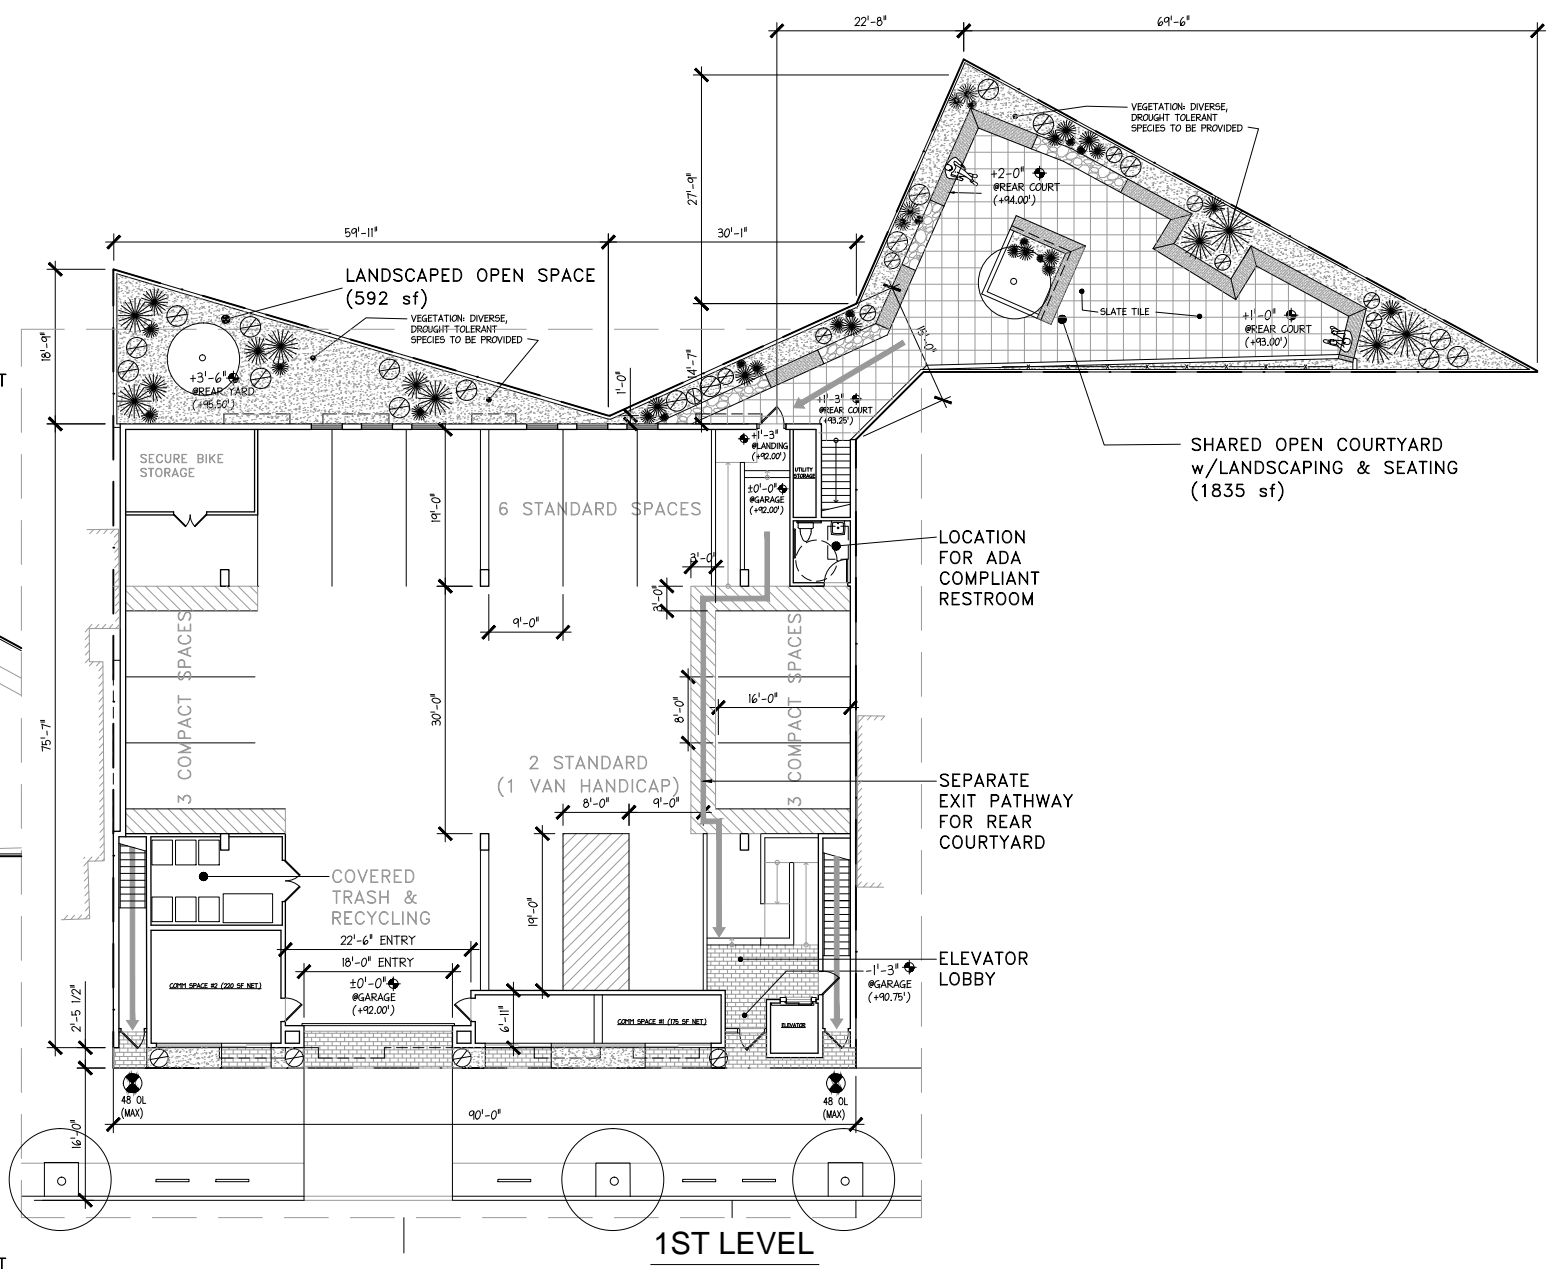 22'-8"
69'-6"
VEGETATION: DIVERSE,
DROUGHT TOLERANT
SPECIES TO BE PROVIDED
27'-9"
+2'-0"
@REAR COURT
(+94.00')
59'-11"
30'-1"
LANDSCAPED OPEN SPACE
(592 sf)
VEGETATION: DIVERSE,
DROUGHT TOLERANT
SPECIES TO BE PROVIDED
18'-9"
SLATE TILE
+1'-0"
@REAR COURT
(+93.00')
15'-0"
14'-7"
1'-0"
+3'-6"
@REAR YARD
(+95.50')
+1'-3"
@REAR COURT
(+93.25')
T
SHARED OPEN COURTYARD
w/LANDSCAPING & SEATING
(1835 sf)
+1'-3"
@LANDING
(+92.00')
SECURE BIKE
STORAGE
UTILITY
STORAGE
±0'-0"
@GARAGE
(+92.00')
19'-0"
6 STANDARD SPACES
LOCATION
FOR ADA
COMPLIANT
RESTROOM
3'-0"
3'-0"
9'-0"
3 COMPACT SPACES
3 COMPACT SPACES
16'-0"
8'-0"
30'-0"
75'-7"
2 STANDARD
(1 VAN HANDICAP)
8'-0"
9'-0"
SEPARATE
EXIT PATHWAY
FOR REAR
COURTYARD
COVERED
TRASH &
RECYCLING
19'-0"
22'-6" ENTRY
18'-0" ENTRY
±0'-0"
@GARAGE
(+92.00')
ELEVATOR
LOBBY
-1'-3"
@GARAGE
(+90.75')
COMM SPACE #2 (220 SF NET)
6'-11"
COMM SPACE #1 (175 SF NET)
ELEVATOR
2'-5 1/2"
48 OL
(MAX)
48 OL
(MAX)
90'-0"
16'-0"
1ST LEVEL
T